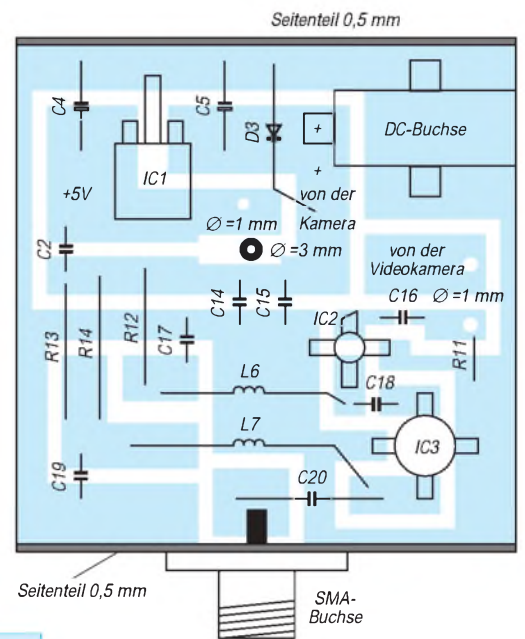 Seitenteil 0,5 mm
C4
C5
D3
+
DC-Buchse
IC1
+
+5V
von der
Kamera
Ø=1 mm
C2
Ø=3 mm
von der
Videokamera
C14
C15
C16
Ø=1 mm
IC2
R13
R14
R12
C17
R11
L6
C18
L7
IC3
C19
C20
Seitenteil 0,5 mm
SMA-
Buchse